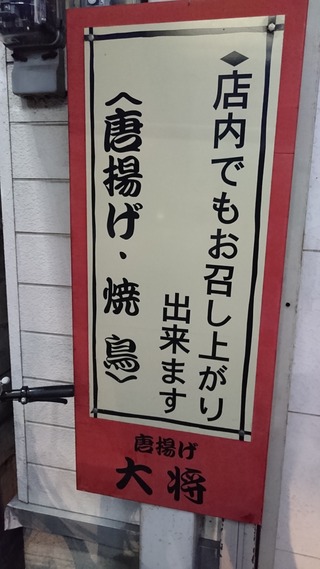 ◆店内でもお召し上がり
出来ます
〈唐揚げ・焼鳥〉
唐揚げ
大将